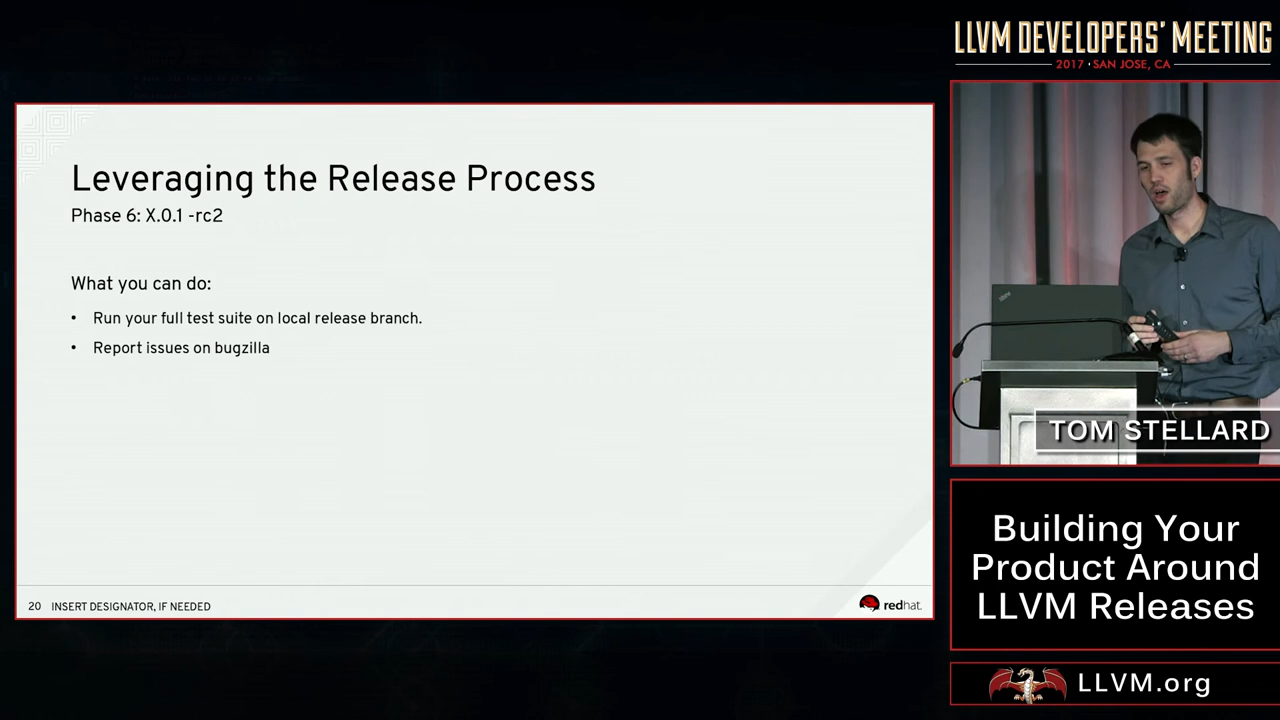 LLVM DEVELOPERS' MEETING
2017 • SAN JOSE, CA
Leveraging the Release Process
Phase 6: X.0.1 -rc2
What you can do:
• Run your full test suite on local release branch.
• Report issues on bugzilla
20 INSERT DESIGNATOR, IF NEEDED
redhat.
TOM STELLARD
Building Your
Product Around
LLVM Releases
LLVM.org